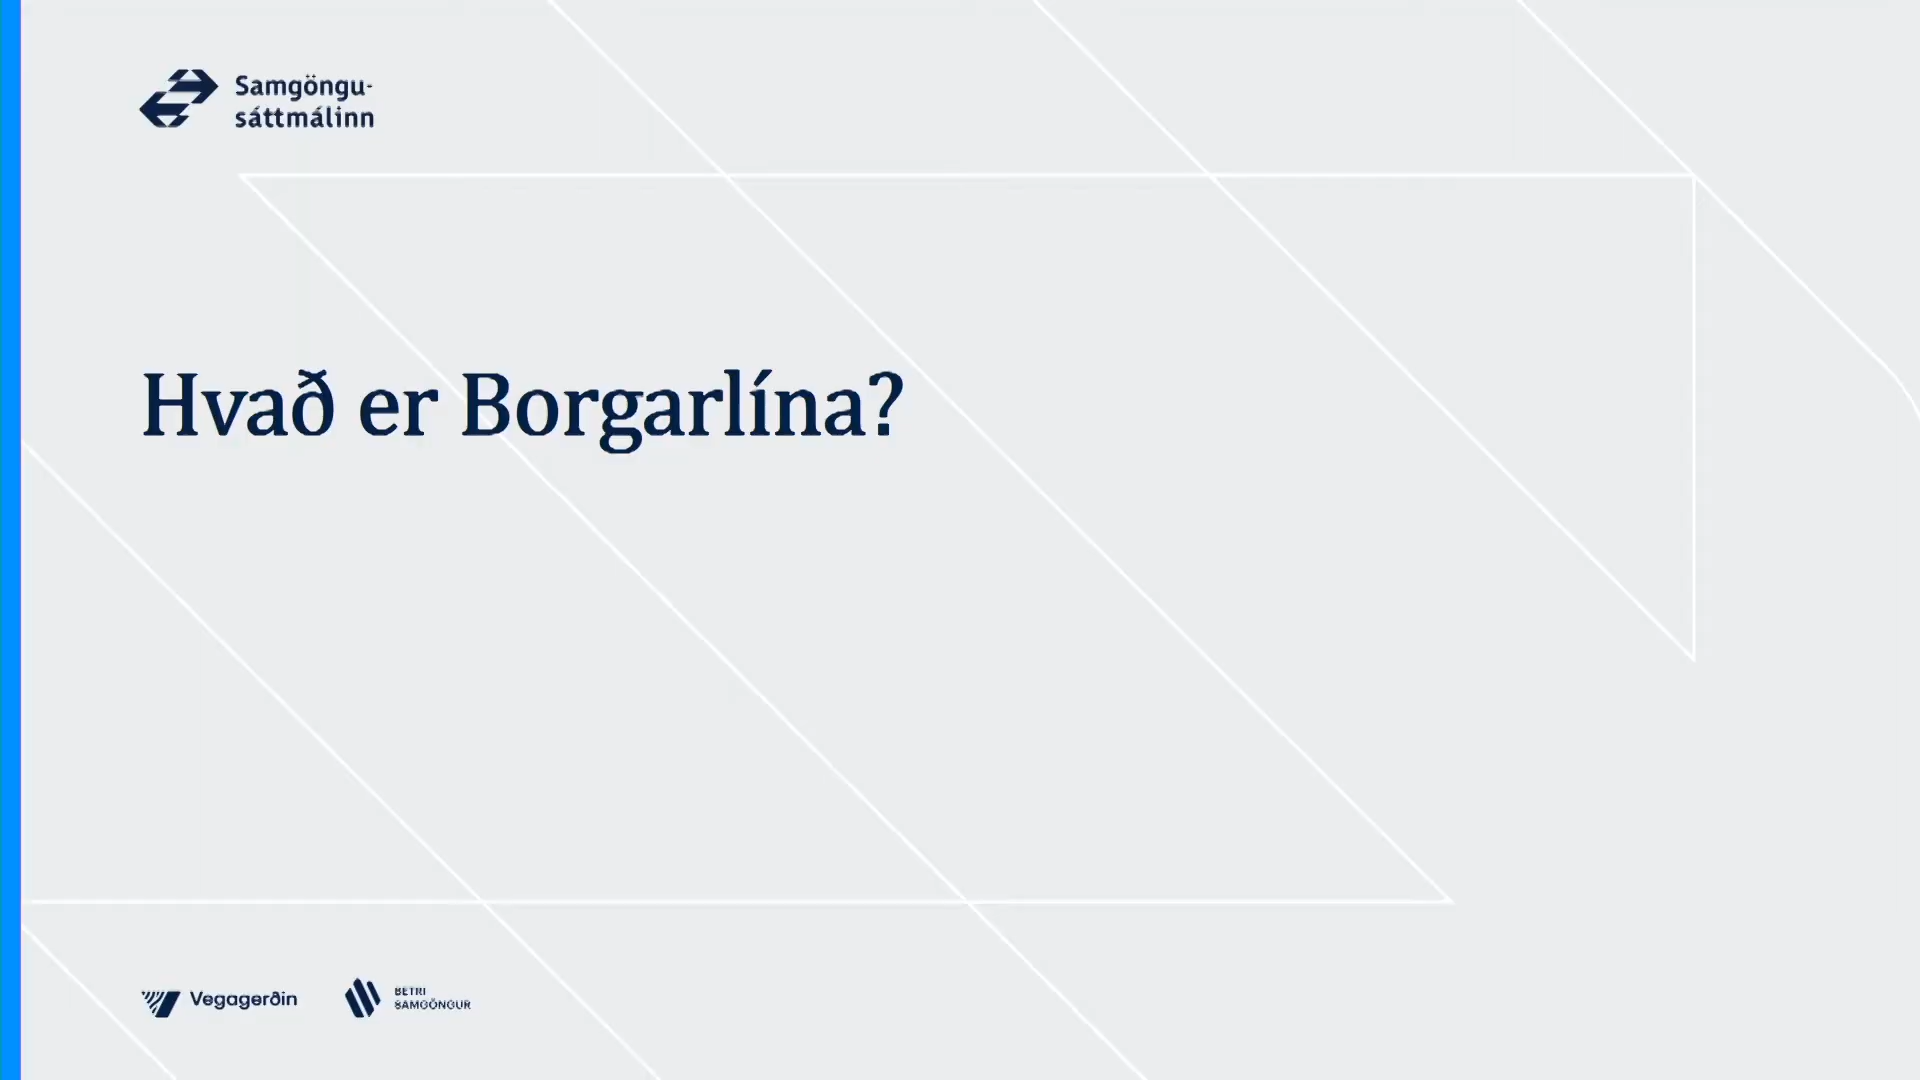 Samgöngu-
sáttmálinn
Hvað er Borgarlína?
Vegagerðin
BETRI
SAMGÖNGUR